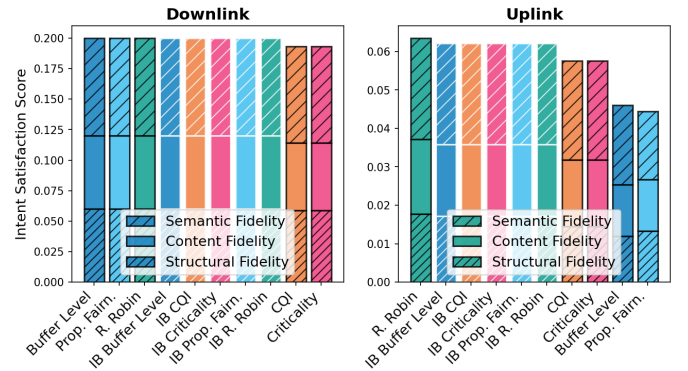 Downlink
Intent Satisfaction Score
0.200
0.175
0.150
0.125
0.100
0.075
0.050
0.025
0.000
Semantic Fidelity
Content Fidelity
Structural Fidelity
Buffer Level
Prop. Fairn.
R. Robin
IB Buffer Level
IB CQI
IB Criticality
IB Prop. Fairn.
IB R. Robin
CQI
Criticality
Uplink
0.06
0.05
0.04
0.03
0.02
0.01
0.00
Semantic Fidelity
Content Fidelity
Structural Fidelity
R. Robin
IB Buffer Level
IB CQI
IB Criticality
IB Prop. Fairn.
IB R. Robin
CQI
Criticality
Buffer Level
Prop. Fairn.